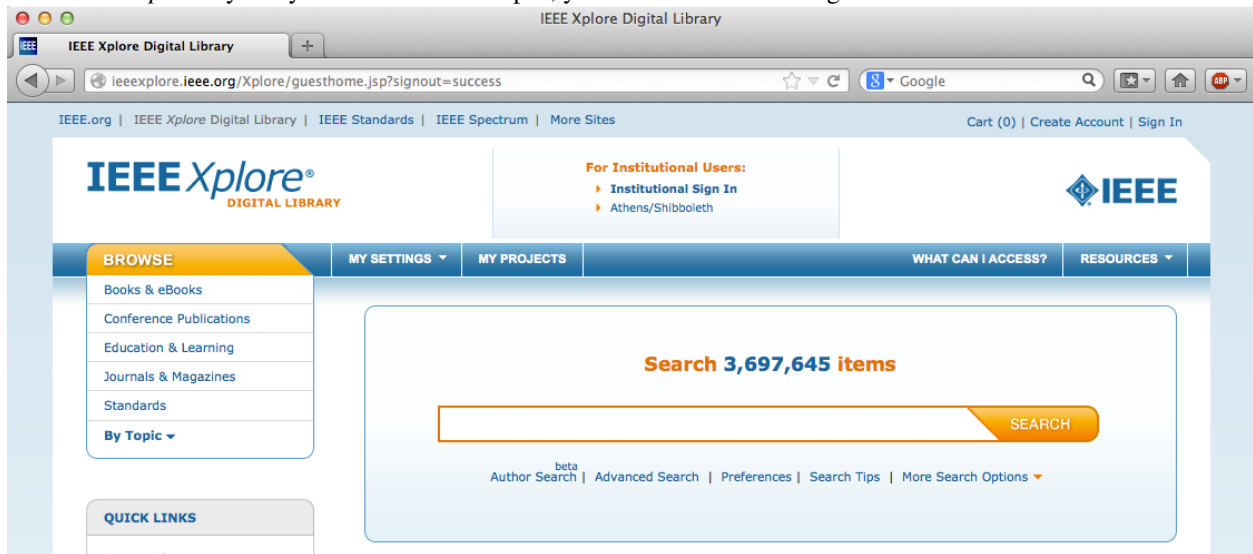 IEEE Xplore Digital Library
IEEE IEEE Xplore Digital Library +
ieeexplore.ieee.org/Xplore/guesthome.jsp?signout=success Google ABP
IEEE.org | IEEE Xplore Digital Library | IEEE Standards | IEEE Spectrum | More Sites Cart (0) | Create Account | Sign In
IEEE Xplore®
DIGITAL LIBRARY
For Institutional Users:
Institutional Sign In
Athens/Shibboleth
IEEE
BROWSE MY SETTINGS MY PROJECTS WHAT CAN I ACCESS? RESOURCES
Books & eBooks
Conference Publications
Education & Learning
Journals & Magazines
Standards
By Topic
Search 3,697,645 items
SEARCH
beta
Author Search | Advanced Search | Preferences | Search Tips | More Search Options
QUICK LINKS